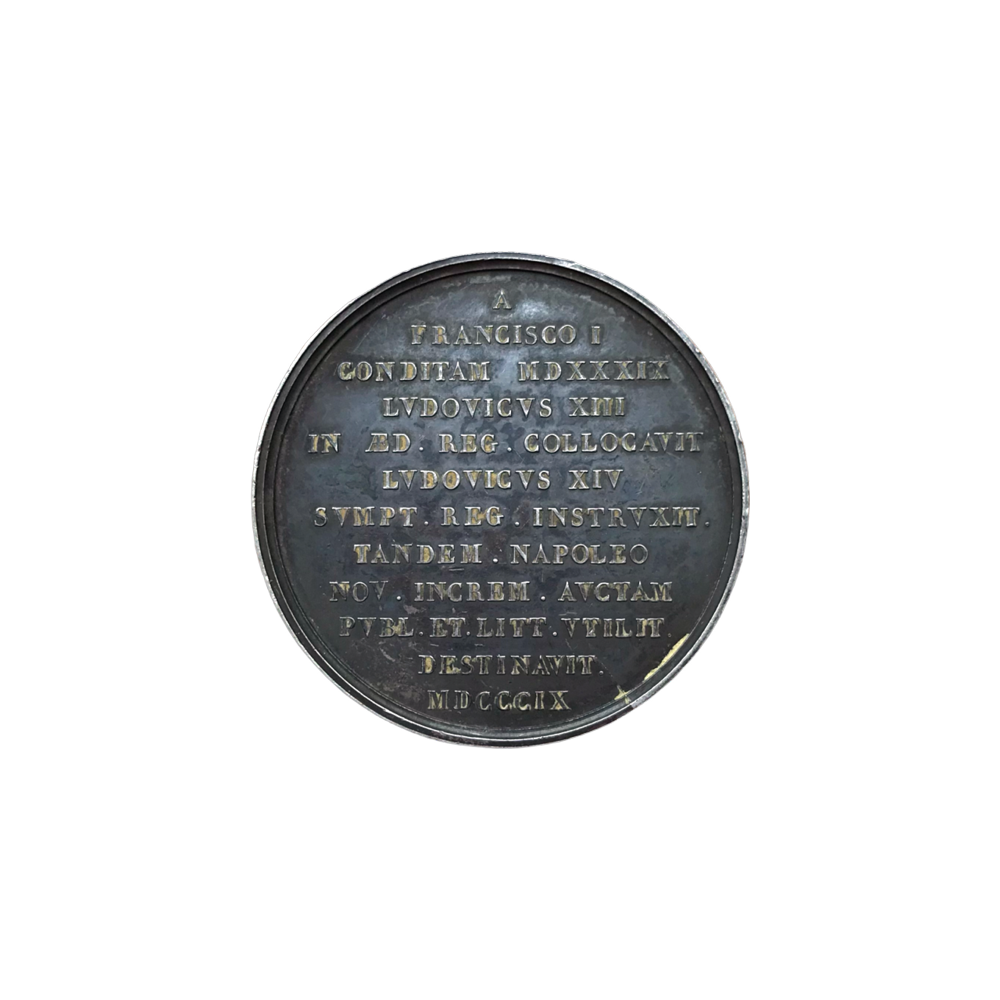 A
FRANCISCO I
CONDITAM MDXXXIX
LVDOVICVS XIII
IN ÆD . REG . COLLOCAVIT
LVDOVICVS XIV
SVMPT . REG . INSTRVXIT .
TANDEM . NAPOLEO
NOV . INCREM . AVCTAM
PVBL . ET . LITT . VTILIT
DESTINAVIT .
MDCCCIX